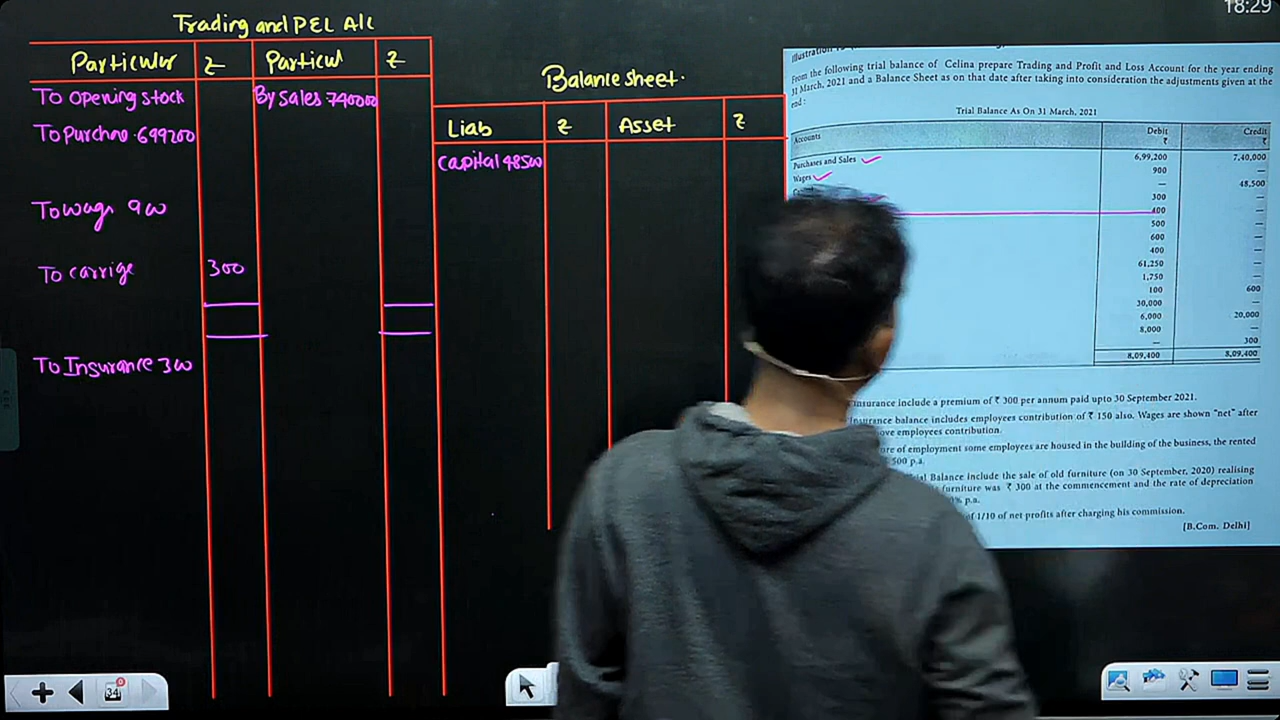 18:29
Trading and P&L A/c
Particular ₹ Particul ₹
To opening stock By Sales 740000
To Purchase 699200
To wages 900
To carrige 300
To Insurance 300
Balance sheet.
Liab ₹ Asset ₹
Capital 48500
Illustration
From the following trial balance of Celina prepare Trading and Profit and Loss Account for the year ending
31 March, 2021 and a Balance Sheet as on that date after taking into consideration the adjustments given at the
end :
Trial Balance As On 31 March, 2021
Accounts Debit ₹ Credit ₹
Purchases and Sales 6,99,200 7,40,000
Wages 900 —
— 48,500
300 —
400 —
500 —
600 —
400 —
61,250 —
1,750 —
100 600
30,000 —
6,000 20,000
8,000 —
— 300
8,09,400 8,09,400
insurance include a premium of ₹ 300 per annum paid upto 30 September 2021.
Insurance balance includes employees contribution of ₹ 150 also. Wages are shown "net" after
ove employees contribution.
ure of employment some employees are housed in the building of the business, the rented
500 p.a.
ial Balance include the sale of old furniture (on 30 September, 2020) realising
furniture was ₹ 300 at the commencement and the rate of depreciation
% p.a.
of 1/10 of net profits after charging his commission.
[B.Com. Delhi]
34
0